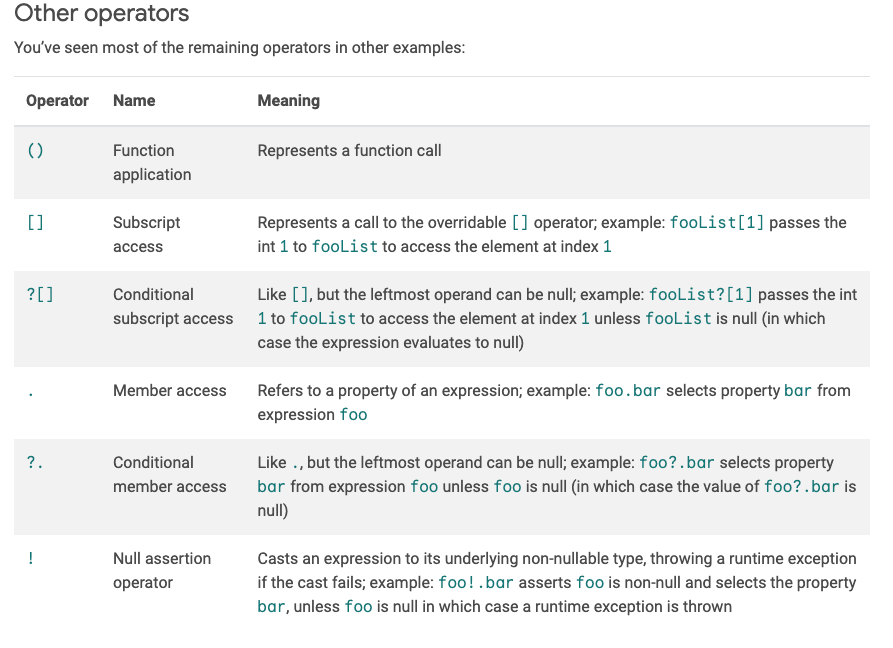 Other operators
You’ve seen most of the remaining operators in other examples:
Operator Name Meaning
() Function Represents a function call
application
[] Subscript Represents a call to the overridable [] operator; example: fooList[1] passes the
access int 1 to fooList to access the element at index 1
?[] Conditional Like [], but the leftmost operand can be null; example: fooList?[1] passes the int
subscript access 1 to fooList to access the element at index 1 unless fooList is null (in which
case the expression evaluates to null)
. Member access Refers to a property of an expression; example: foo.bar selects property bar from
expression foo
?. Conditional Like ., but the leftmost operand can be null; example: foo?.bar selects property
member access bar from expression foo unless foo is null (in which case the value of foo?.bar is
null)
! Null assertion Casts an expression to its underlying non-nullable type, throwing a runtime exception
operator if the cast fails; example: foo!.bar asserts foo is non-null and selects the property
bar, unless foo is null in which case a runtime exception is thrown